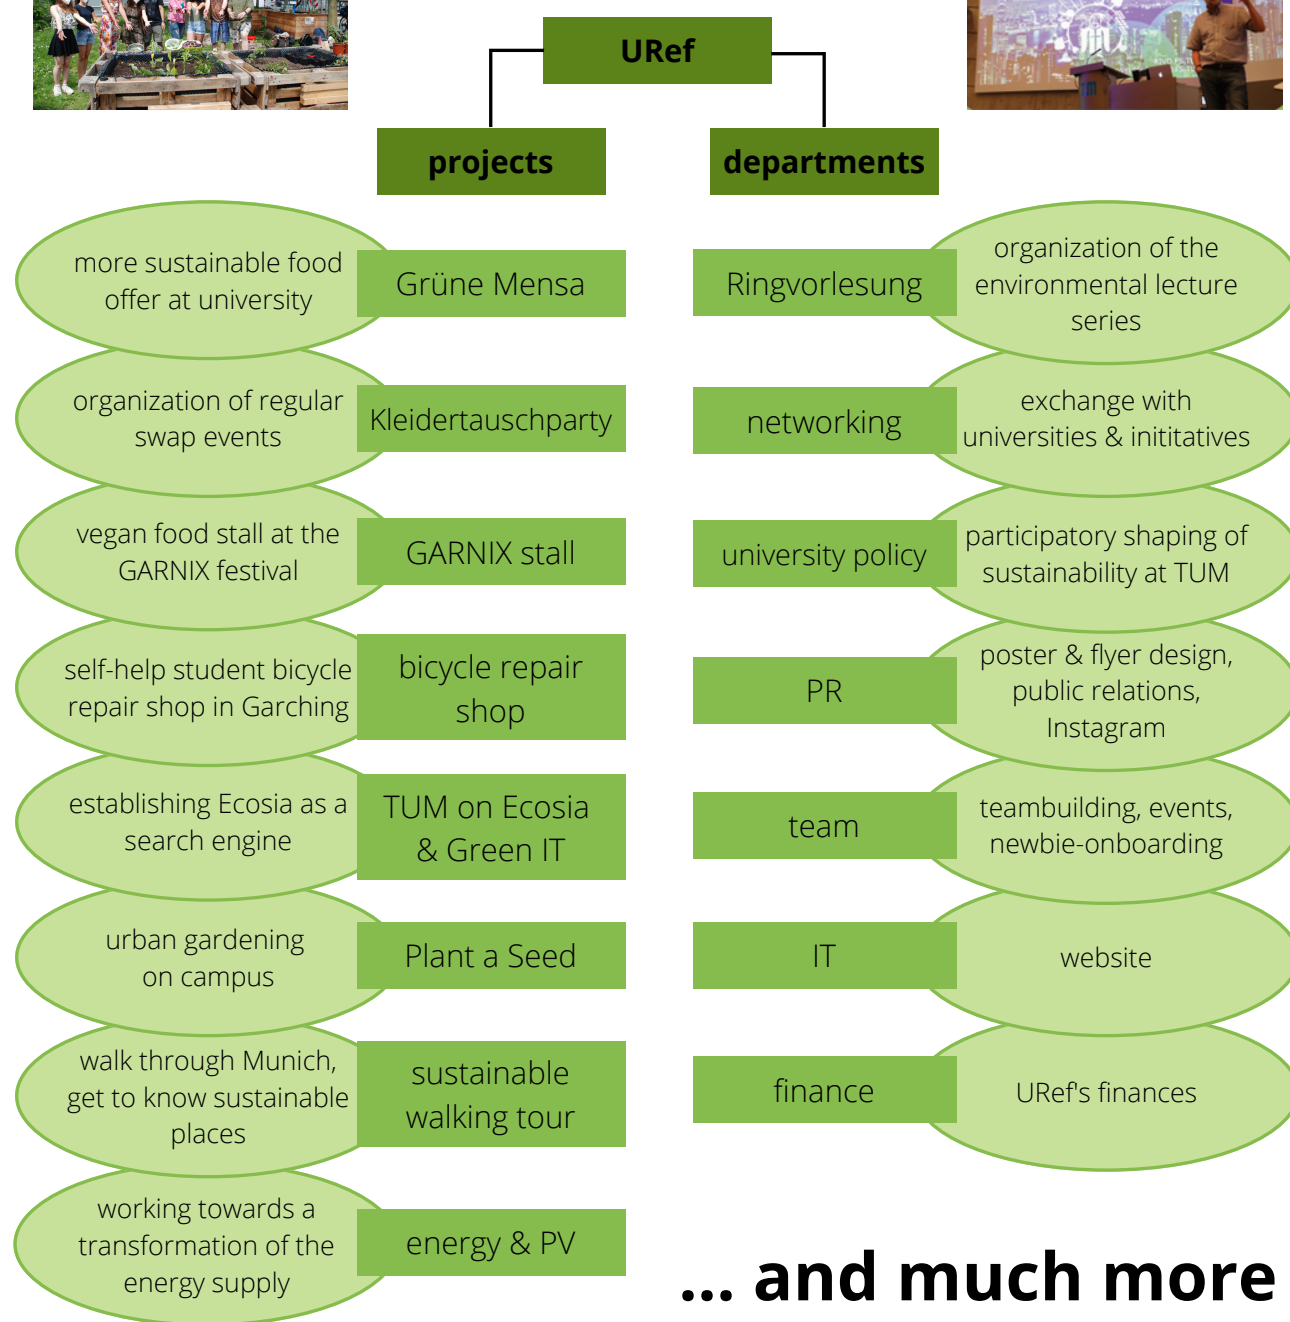 URef
projects
departments
more sustainable food
offer at university
Grüne Mensa
organization of regular
swap events
Kleidertauschparty
vegan food stall at the
GARNIX festival
GARNIX stall
self-help student bicycle
repair shop in Garching
bicycle repair
shop
establishing Ecosia as a
search engine
TUM on Ecosia
& Green IT
urban gardening
on campus
Plant a Seed
walk through Munich,
get to know sustainable
places
sustainable
walking tour
working towards a
transformation of the
energy supply
energy & PV
Ringvorlesung
organization of the
environmental lecture
series
networking
exchange with
universities & inititatives
university policy
participatory shaping of
sustainability at TUM
PR
poster & flyer design,
public relations,
Instagram
team
teambuilding, events,
newbie-onboarding
IT
website
finance
URef's finances
... and much more